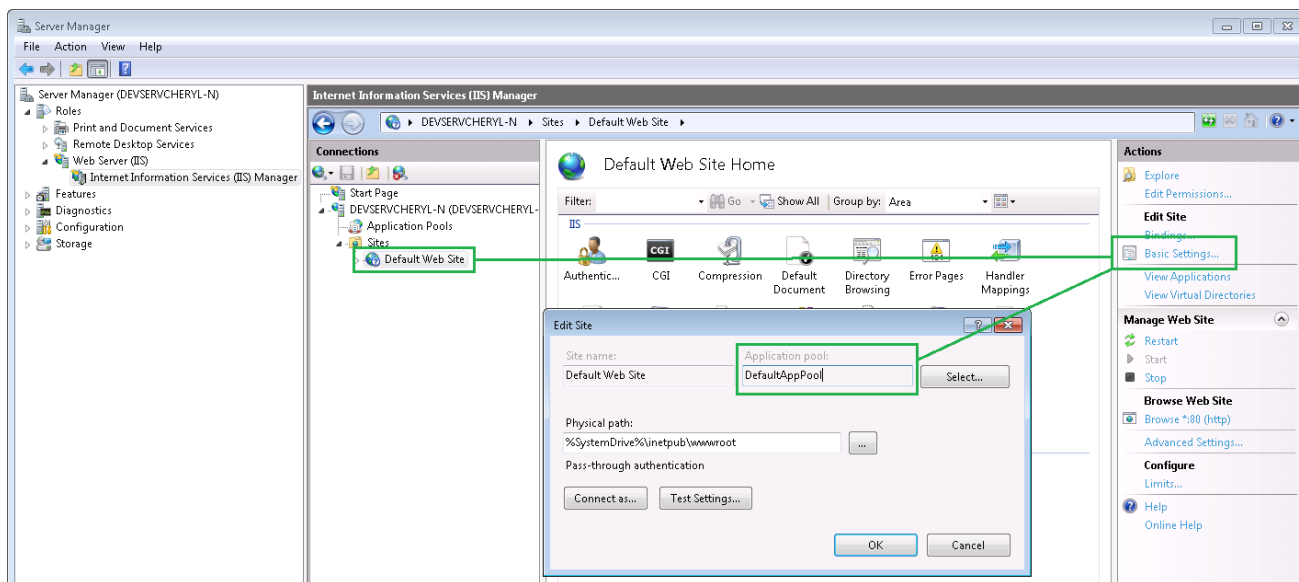 Server Manager
File Action View Help
Server Manager (DEVSERVCHERYL-N)
Roles
Print and Document Services
Remote Desktop Services
Web Server (IIS)
Internet Information Services (IIS) Manager
Features
Diagnostics
Configuration
Storage
Internet Information Services (IIS) Manager
DEVSERVCHERYL-N Sites Default Web Site
Connections
Start Page
DEVSERVCHERYL-N (DEVSERVCHERYL-
Application Pools
Sites
Default Web Site
Default Web Site Home
Filter: Go Show All Group by: Area
IIS
Authentic... CGI Compression Default Document Directory Browsing Error Pages Handler Mappings
CGI
404
Edit Site
Site name: Application pool:
Default Web Site DefaultAppPool Select...
Physical path:
%SystemDrive%\inetpub\wwwroot ...
Pass-through authentication
Connect as... Test Settings...
OK Cancel
Actions
Explore
Edit Permissions...
Edit Site
Bindings...
Basic Settings...
View Applications
View Virtual Directories
Manage Web Site
Restart
Start
Stop
Browse Web Site
Browse *:80 (http)
Advanced Settings...
Configure
Limits...
Help
Online Help